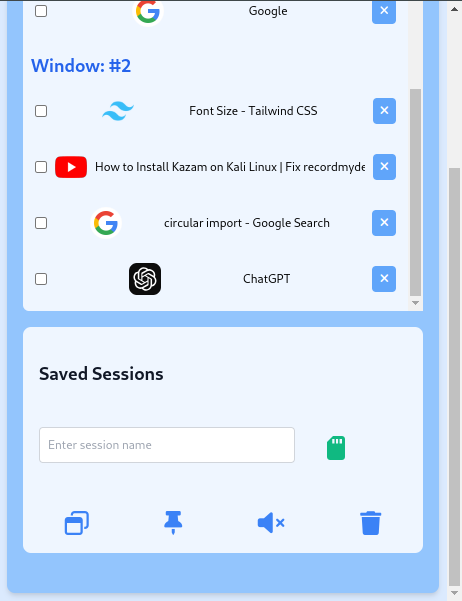 Google
Window: #2
Font Size - Tailwind CSS
How to Install Kazam on Kali Linux | Fix recordmyde
circular import - Google Search
ChatGPT
Saved Sessions
Enter session name